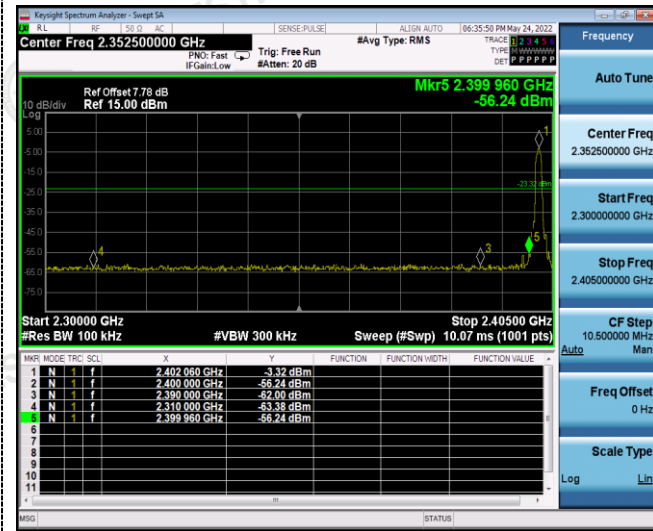 Keysight Spectrum Analyzer - Swept SA
RL RF 50 Ω AC SENSE:PULSE ALIGN AUTO 06:35:50 PM May 24, 2022
Center Freq 2.352500000 GHz
PNO: Fast
IFGain:Low
Trig: Free Run
#Atten: 20 dB
#Avg Type: RMS
TRACE 1 2 3 4 5 6
TYPE M W W W W W
DET P P P P P P
Ref Offset 7.78 dB
Ref 15.00 dBm
10 dB/div
Log
Mkr5 2.399 960 GHz
-56.24 dBm
5.00
-5.00
-15.0
-25.0
-35.0
-45.0
-55.0
-65.0
-75.0
-23.32 dBm
1
5
3
4
Start 2.30000 GHz Stop 2.40500 GHz
#Res BW 100 kHz #VBW 300 kHz Sweep (#Swp) 10.07 ms (1001 pts)
MKR MODE TRC SCL X Y FUNCTION FUNCTION WIDTH FUNCTION VALUE
1 N 1 f 2.402 060 GHz -3.32 dBm
2 N 1 f 2.400 000 GHz -56.24 dBm
3 N 1 f 2.390 000 GHz -62.00 dBm
4 N 1 f 2.310 000 GHz -63.38 dBm
5 N 1 f 2.399 960 GHz -56.24 dBm
6
7
8
9
10
11
MSG STATUS
Frequency
Auto Tune
Center Freq
2.352500000 GHz
Start Freq
2.300000000 GHz
Stop Freq
2.405000000 GHz
CF Step
10.500000 MHz
Auto Man
Freq Offset
0 Hz
Scale Type
Log Lin